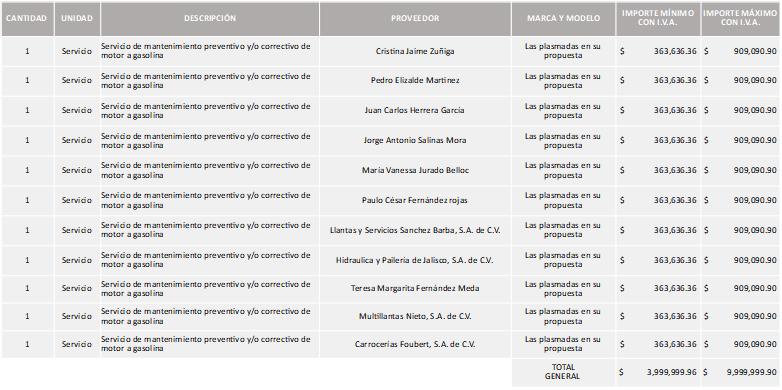 CANTIDAD UNIDAD DESCRIPCIÓN PROVEEDOR MARCA Y MODELO IMPORTE MÍNIMO CON I.V.A. IMPORTE MÁXIMO CON I.V.A.
1 Servicio Servicio de mantenimiento preventivo y/o correctivo de motor a gasolina Cristina Jaime Zuñiga Las plasmadas en su propuesta $ 363,636.36 $ 909,090.90
1 Servicio Servicio de mantenimiento preventivo y/o correctivo de motor a gasolina Pedro Elizalde Martinez Las plasmadas en su propuesta $ 363,636.36 $ 909,090.90
1 Servicio Servicio de mantenimiento preventivo y/o correctivo de motor a gasolina Juan Carlos Herrera García Las plasmadas en su propuesta $ 363,636.36 $ 909,090.90
1 Servicio Servicio de mantenimiento preventivo y/o correctivo de motor a gasolina Jorge Antonio Salinas Mora Las plasmadas en su propuesta $ 363,636.36 $ 909,090.90
1 Servicio Servicio de mantenimiento preventivo y/o correctivo de motor a gasolina María Vanessa Jurado Belloc Las plasmadas en su propuesta $ 363,636.36 $ 909,090.90
1 Servicio Servicio de mantenimiento preventivo y/o correctivo de motor a gasolina Paulo César Fernández rojas Las plasmadas en su propuesta $ 363,636.36 $ 909,090.90
1 Servicio Servicio de mantenimiento preventivo y/o correctivo de motor a gasolina Llantas y Servicios Sanchez Barba, S.A. de C.V. Las plasmadas en su propuesta $ 363,636.36 $ 909,090.90
1 Servicio Servicio de mantenimiento preventivo y/o correctivo de motor a gasolina Hidraulica y Pailería de Jalisco, S.A. de C.V. Las plasmadas en su propuesta $ 363,636.36 $ 909,090.90
1 Servicio Servicio de mantenimiento preventivo y/o correctivo de motor a gasolina Teresa Margarita Fernández Meda Las plasmadas en su propuesta $ 363,636.36 $ 909,090.90
1 Servicio Servicio de mantenimiento preventivo y/o correctivo de motor a gasolina Multillantas Nieto, S.A. de C.V. Las plasmadas en su propuesta $ 363,636.36 $ 909,090.90
1 Servicio Servicio de mantenimiento preventivo y/o correctivo de motor a gasolina Carrocerías Foubert, S.A. de C.V. Las plasmadas en su propuesta $ 363,636.36 $ 909,090.90
TOTAL GENERAL $ 3,999,999.96 $ 9,999,999.90